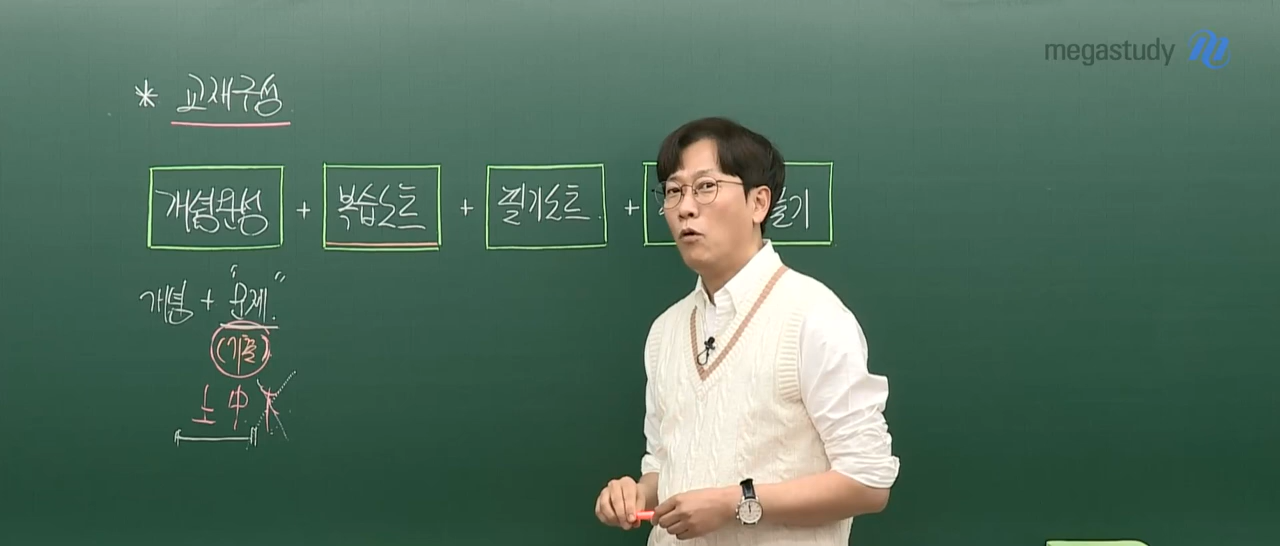 megastudy
* 교재구성
개념완성 + 복습노트 + 필기노트 +
개념 + "문제"
(기출)
上 中 下